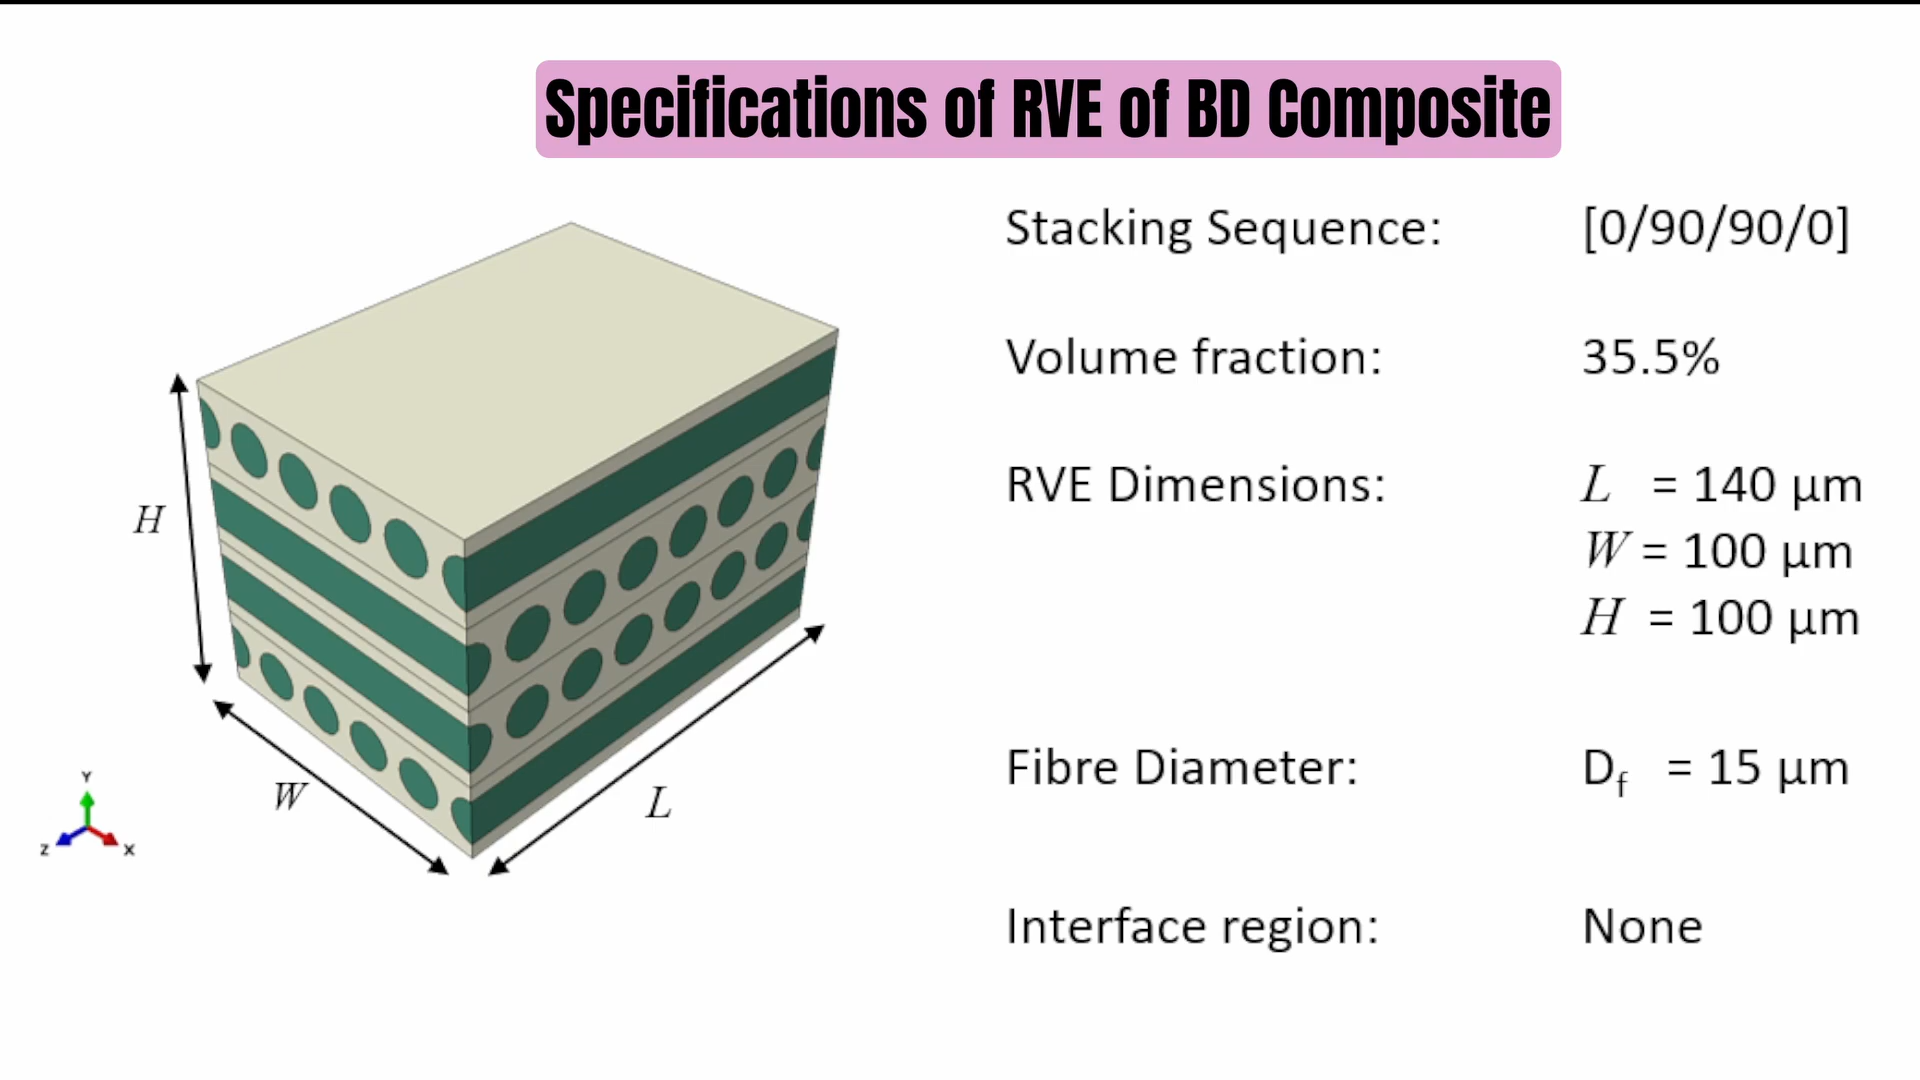 Specifications of RVE of BD Composite
Stacking Sequence: [0/90/90/0]
Volume fraction: 35.5%
RVE Dimensions: L = 140 µm
W = 100 µm
H = 100 µm
Fibre Diameter: Df = 15 µm
Interface region: None
H
W
L
Y
Z
X